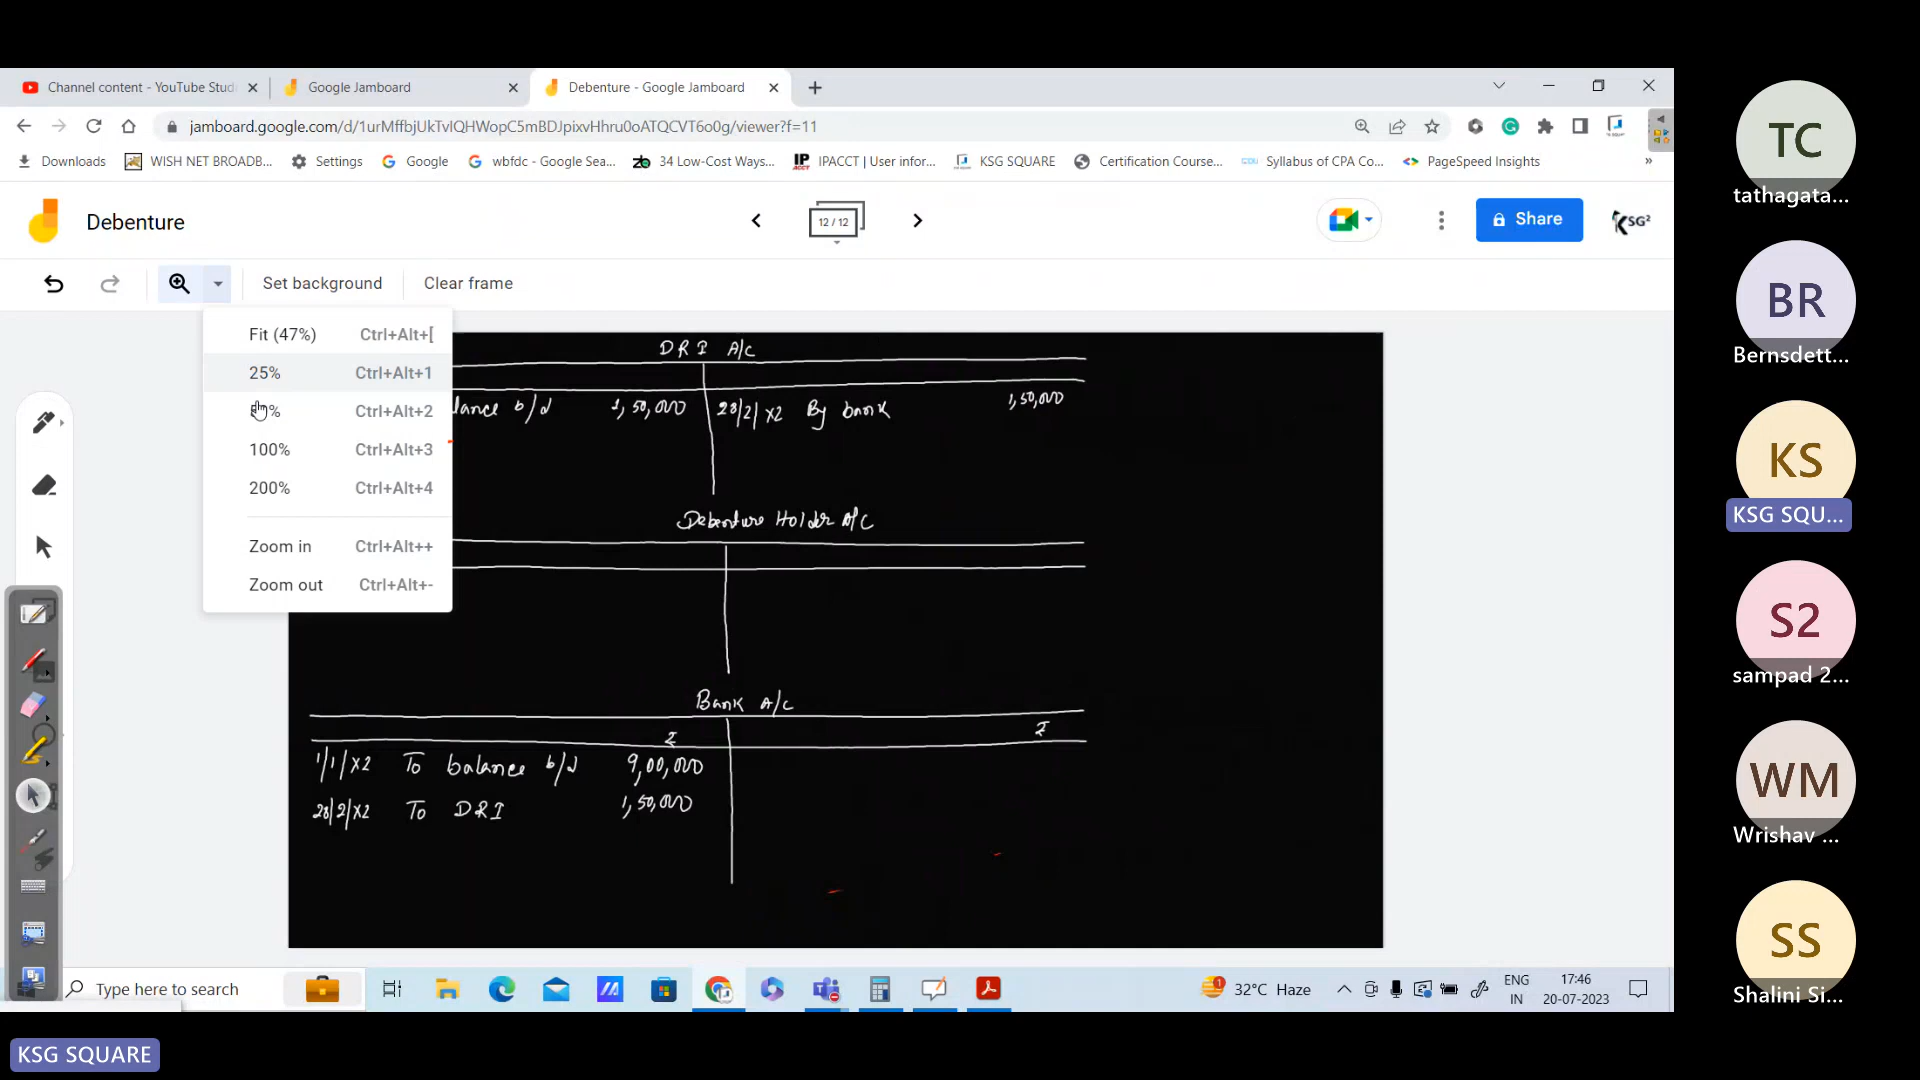 Channel content - YouTube Stud
Google Jamboard
Debenture - Google Jamboard
jamboard.google.com/d/1urMffbjUkTvIQHWopC5mBDJpixvHhru0oATQCVT6o0g/viewer?f=11
Downloads
WISH NET BROADB...
Settings
Google
wbfdc - Google Sea...
34 Low-Cost Ways...
IPACCT | User infor...
KSG SQUARE
Certification Course...
Syllabus of CPA Co...
PageSpeed Insights
»
Debenture
12 / 12
Share
KSG²
Set background
Clear frame
Fit (47%) Ctrl+Alt+[
25% Ctrl+Alt+1
Ctrl+Alt+2
100% Ctrl+Alt+3
200% Ctrl+Alt+4
Zoom in Ctrl+Alt++
Zoom out Ctrl+Alt+-
DRI A/C
lance b/d 1,50,000 28/2/X2 By bank 1,50,000
Debenture Holder A/C
Bank A/C
₹ ₹
1/1/X2 To balance b/d 9,00,000
28/2/X2 To DRI 1,50,000
Type here to search
32°C Haze
ENG
IN
17:46
20-07-2023
TC
tathagata...
BR
Bernsdett...
KS
KSG SQU...
S2
sampad 2...
WM
Wrishav ...
SS
Shalini Si...
KSG SQUARE